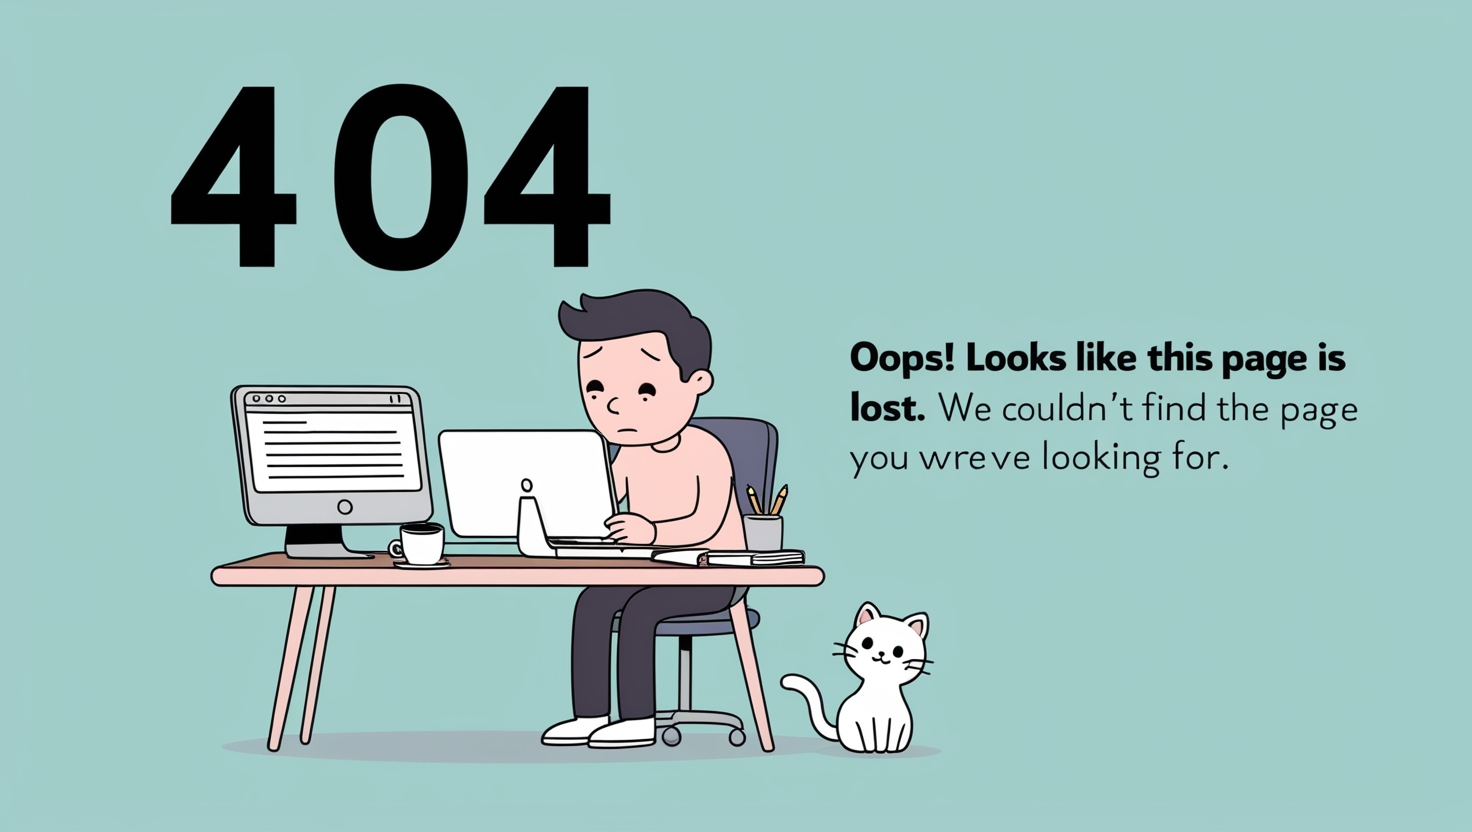 404
Oops! Looks like this page is
lost. We couldn't find the page
you wreve looking for.